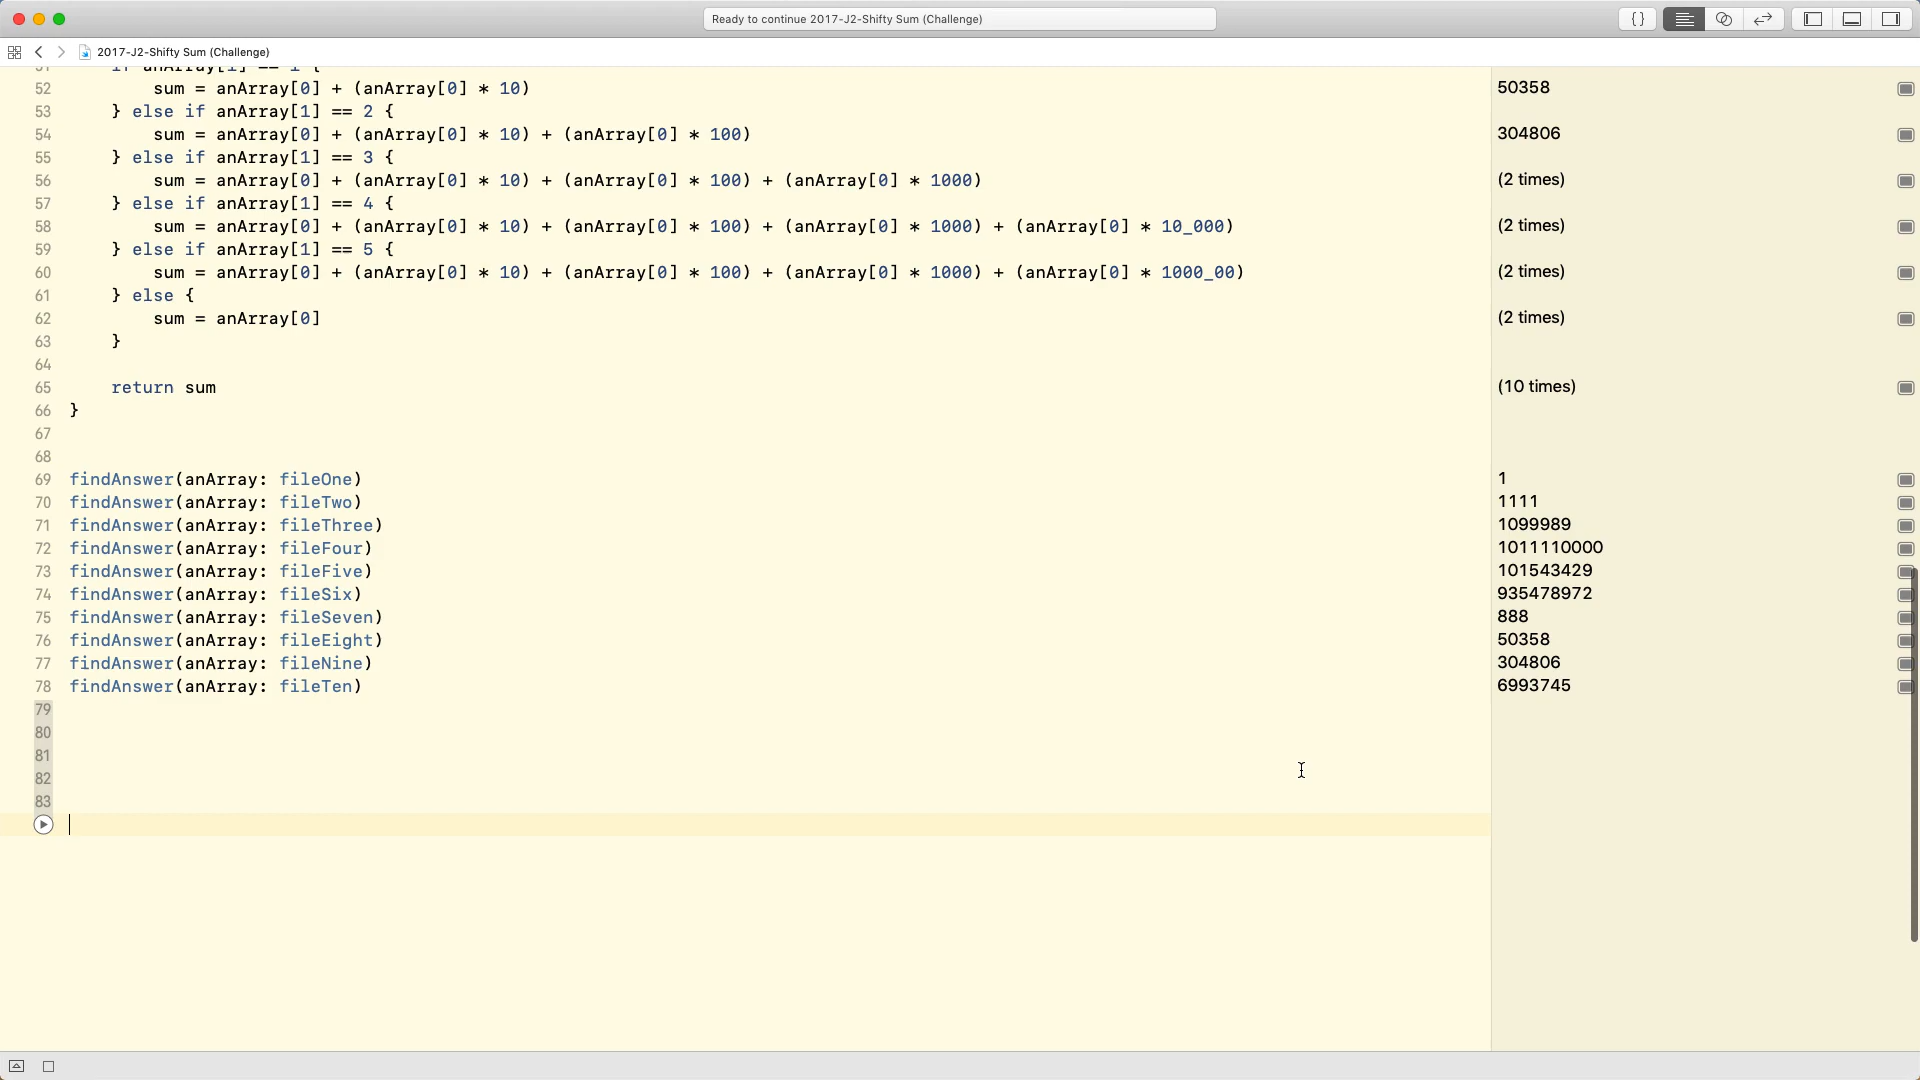 Ready to continue 2017-J2-Shifty Sum (Challenge)
{}
2017-J2-Shifty Sum (Challenge)
51 if anArray[1] == 1 {
52 sum = anArray[0] + (anArray[0] * 10) 50358
53 } else if anArray[1] == 2 {
54 sum = anArray[0] + (anArray[0] * 10) + (anArray[0] * 100) 304806
55 } else if anArray[1] == 3 {
56 sum = anArray[0] + (anArray[0] * 10) + (anArray[0] * 100) + (anArray[0] * 1000) (2 times)
57 } else if anArray[1] == 4 {
58 sum = anArray[0] + (anArray[0] * 10) + (anArray[0] * 100) + (anArray[0] * 1000) + (anArray[0] * 10_000) (2 times)
59 } else if anArray[1] == 5 {
60 sum = anArray[0] + (anArray[0] * 10) + (anArray[0] * 100) + (anArray[0] * 1000) + (anArray[0] * 1000_00) (2 times)
61 } else {
62 sum = anArray[0] (2 times)
63 }
64
65 return sum (10 times)
66 }
67
68
69 findAnswer(anArray: fileOne) 1
70 findAnswer(anArray: fileTwo) 1111
71 findAnswer(anArray: fileThree) 1099989
72 findAnswer(anArray: fileFour) 1011110000
73 findAnswer(anArray: fileFive) 101543429
74 findAnswer(anArray: fileSix) 935478972
75 findAnswer(anArray: fileSeven) 888
76 findAnswer(anArray: fileEight) 50358
77 findAnswer(anArray: fileNine) 304806
78 findAnswer(anArray: fileTen) 6993745
79
80
81
82
83